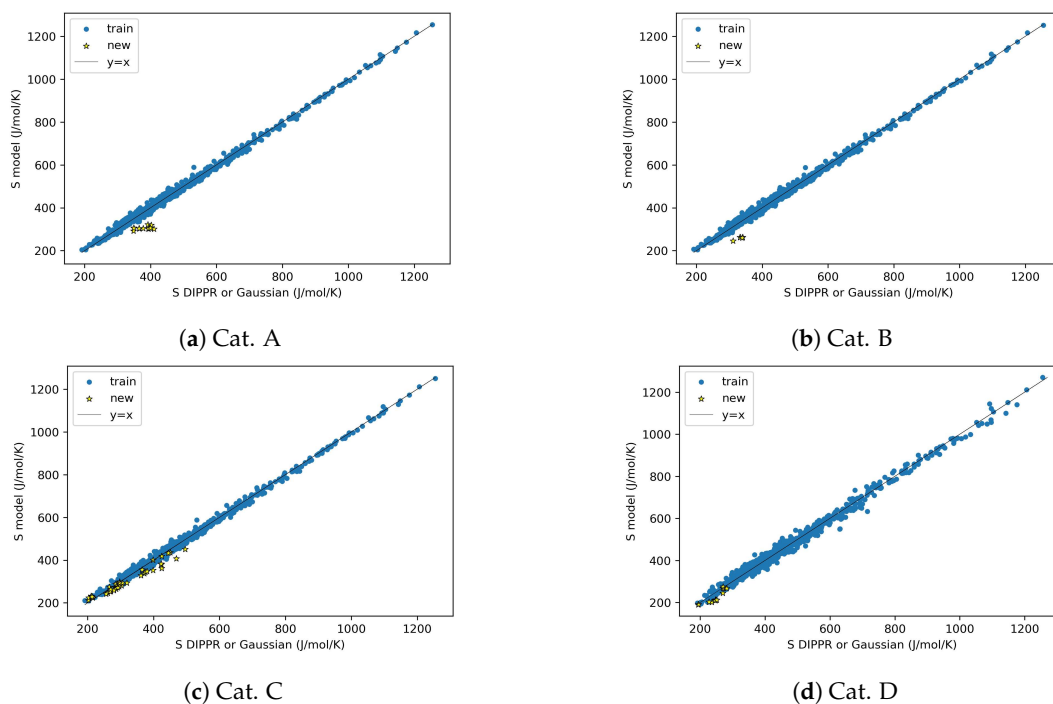 train
new
y=x
S model (J/mol/K)
1200
1000
800
600
400
200
200 400 600 800 1000 1200
S DIPPR or Gaussian (J/mol/K)
(a) Cat. A
train
new
y=x
S model (J/mol/K)
1200
1000
800
600
400
200
200 400 600 800 1000 1200
S DIPPR or Gaussian (J/mol/K)
(b) Cat. B
train
new
y=x
S model (J/mol/K)
1200
1000
800
600
400
200
200 400 600 800 1000 1200
S DIPPR or Gaussian (J/mol/K)
(c) Cat. C
train
new
y=x
S model (J/mol/K)
1200
1000
800
600
400
200
200 400 600 800 1000 1200
S DIPPR or Gaussian (J/mol/K)
(d) Cat. D